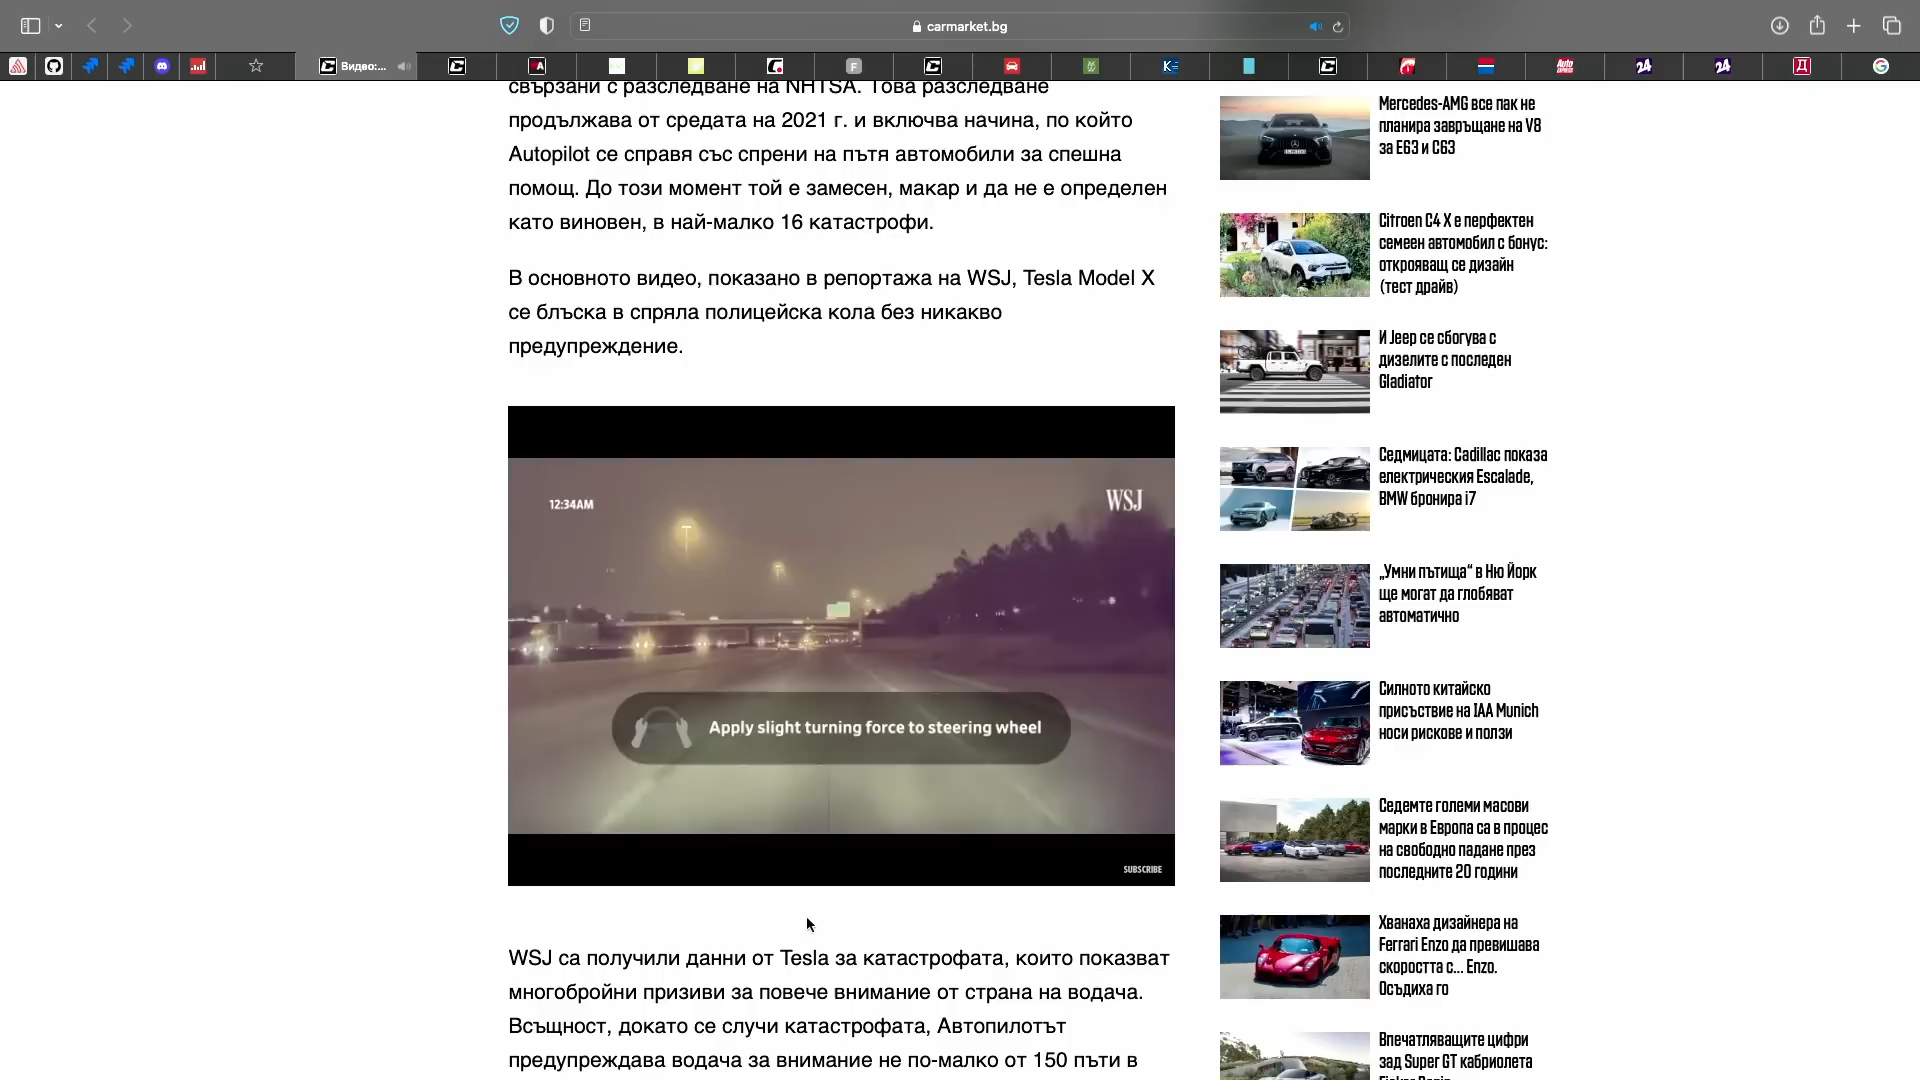 carmarket.bg
Видео:...
свързани с разследване на NHTSA. Това разследване
продължава от средата на 2021 г. и включва начина, по който
Autopilot се справя със спрени на пътя автомобили за спешна
помощ. До този момент той е замесен, макар и да не е определен
като виновен, в най-малко 16 катастрофи.
В основното видео, показано в репортажа на WSJ, Tesla Model X
се блъска в спряла полицейска кола без никакво
предупреждение.
12:34AM
WSJ
Apply slight turning force to steering wheel
SUBSCRIBE
WSJ са получили данни от Tesla за катастрофата, които показват
многобройни призиви за повече внимание от страна на водача.
Всъщност, докато се случи катастрофата, Автопилотът
предупреждава водача за внимание не по-малко от 150 пъти в
Mercedes-AMG все пак не
планира завръщане на V8
за E63 и C63
Citroen C4 X е перфектен
семеен автомобил с бонус:
открояващ се дизайн
(тест драйв)
И Jeep се сбогува с
дизелите с последен
Gladiator
Седмицата: Cadillac показа
електрическия Escalade,
BMW бронира i7
„Умни пътища“ в Ню Йорк
ще могат да глобяват
автоматично
Силното китайско
присъствие на IAA Munich
носи рискове и ползи
Седемте големи масови
марки в Европа са в процес
на свободно падане през
последните 20 години
Хванаха дизайнера на
Ferrari Enzo да превишава
скоростта с... Enzo.
Осъдиха го
Впечатляващите цифри
зад Super GT кабриолета